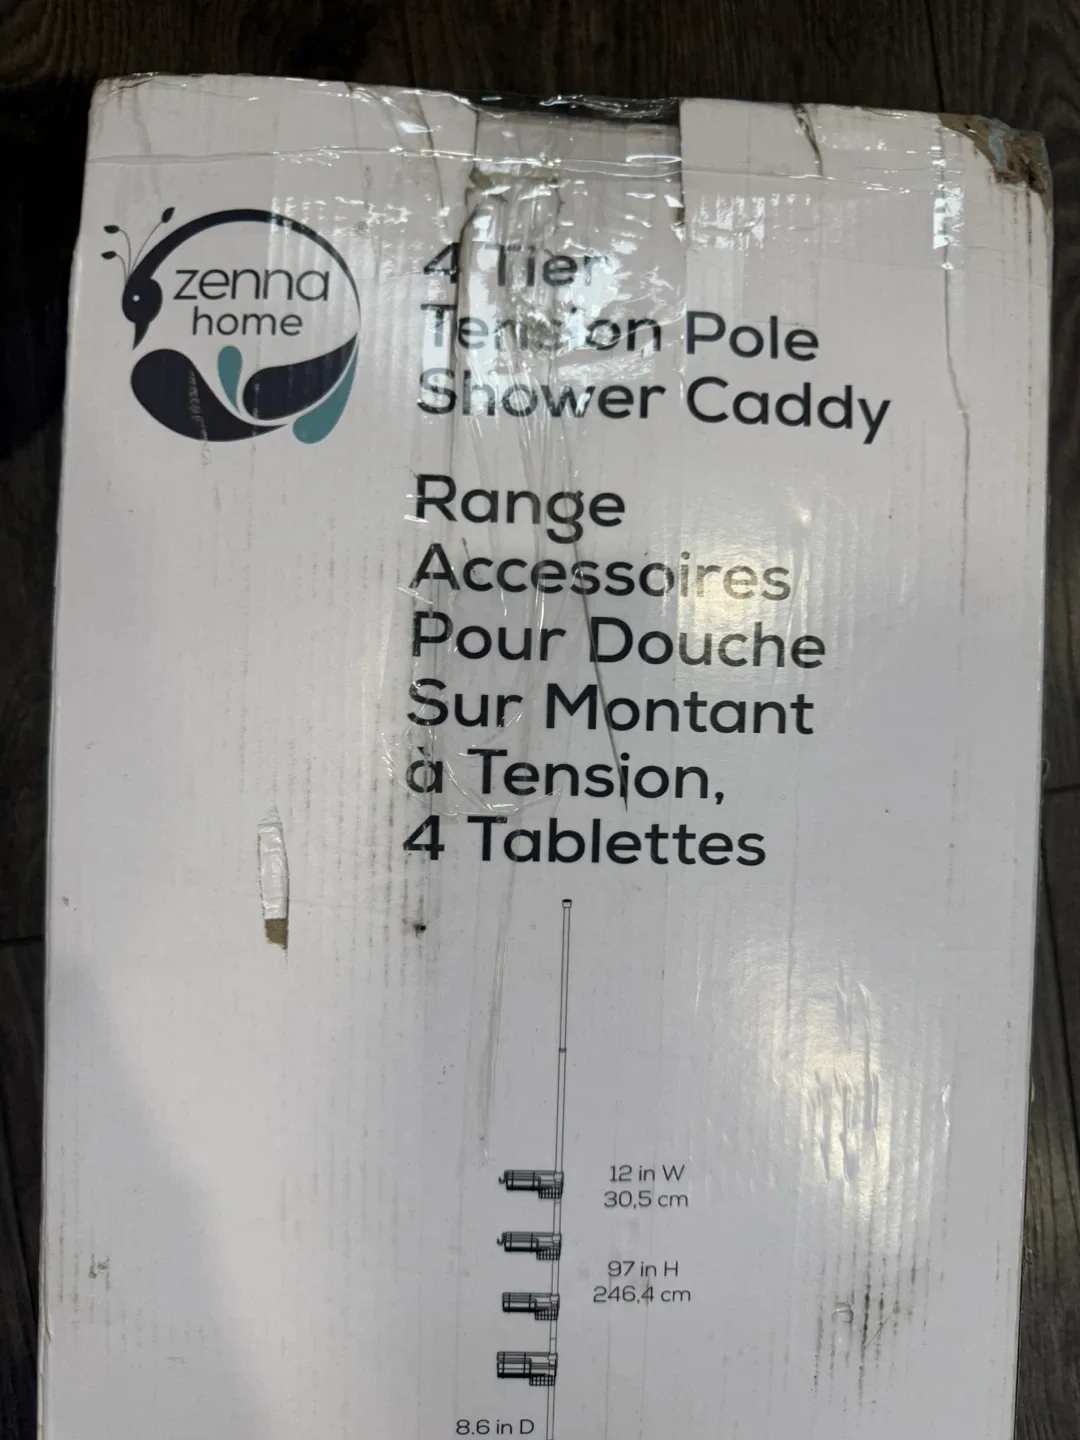 zenna
home
4 Tier
Tension Pole
Shower Caddy
Range
Accessoires
Pour Douche
Sur Montant
à Tension,
4 Tablettes
12 in W
30,5 cm
97 in H
246,4 cm
8.6 in D